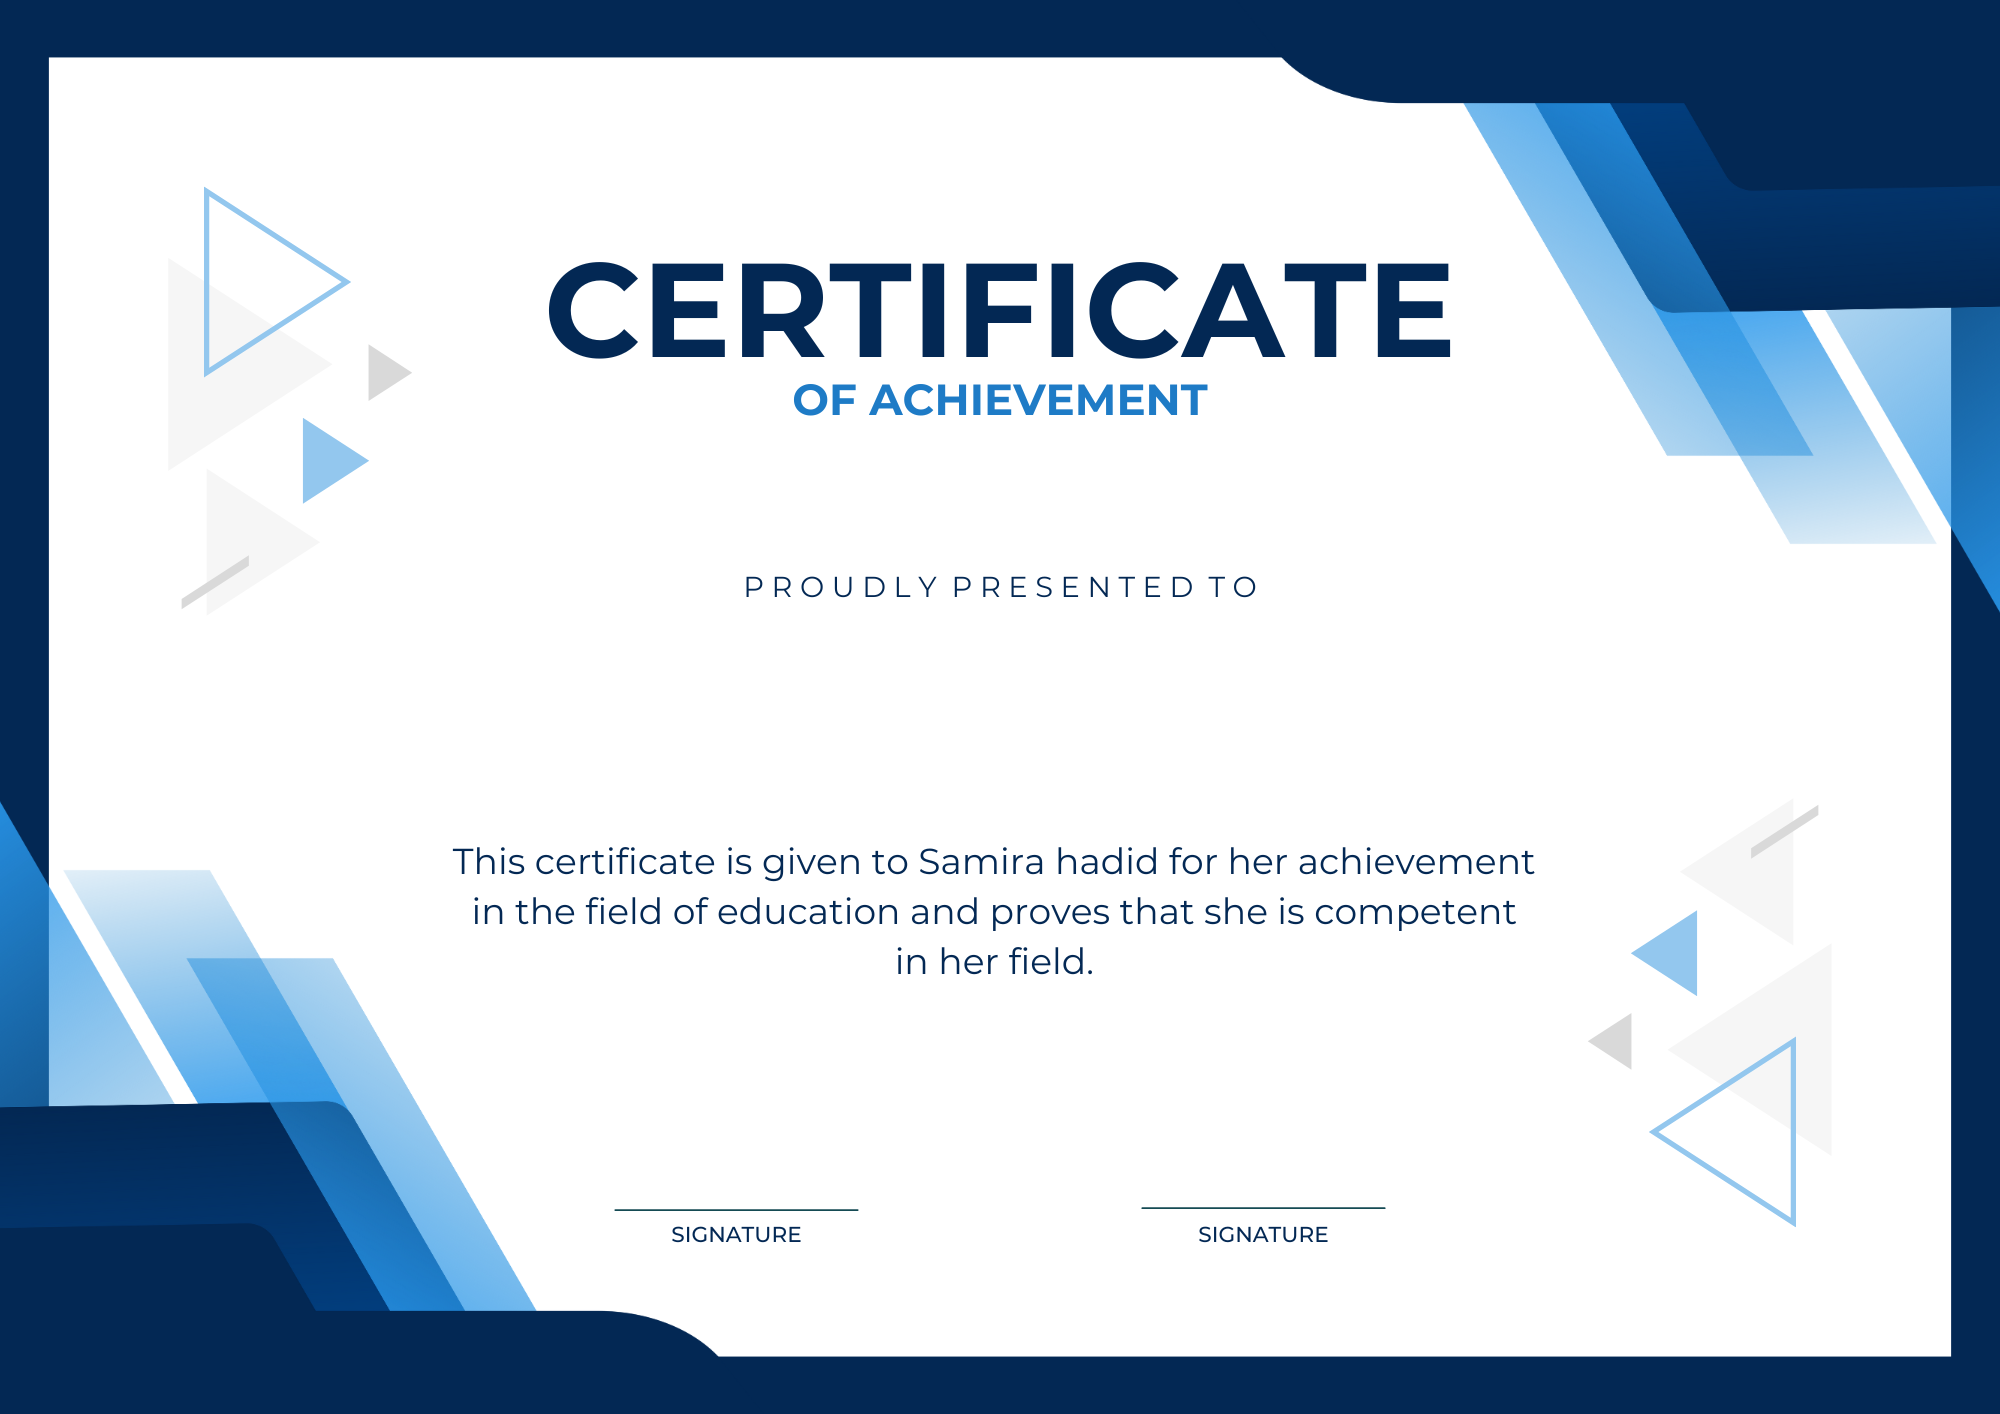 CERTIFICATE
OF ACHIEVEMENT
PROUDLY PRESENTED TO
This certificate is given to Samira hadid for her achievement
in the field of education and proves that she is competent
in her field.
SIGNATURE
SIGNATURE